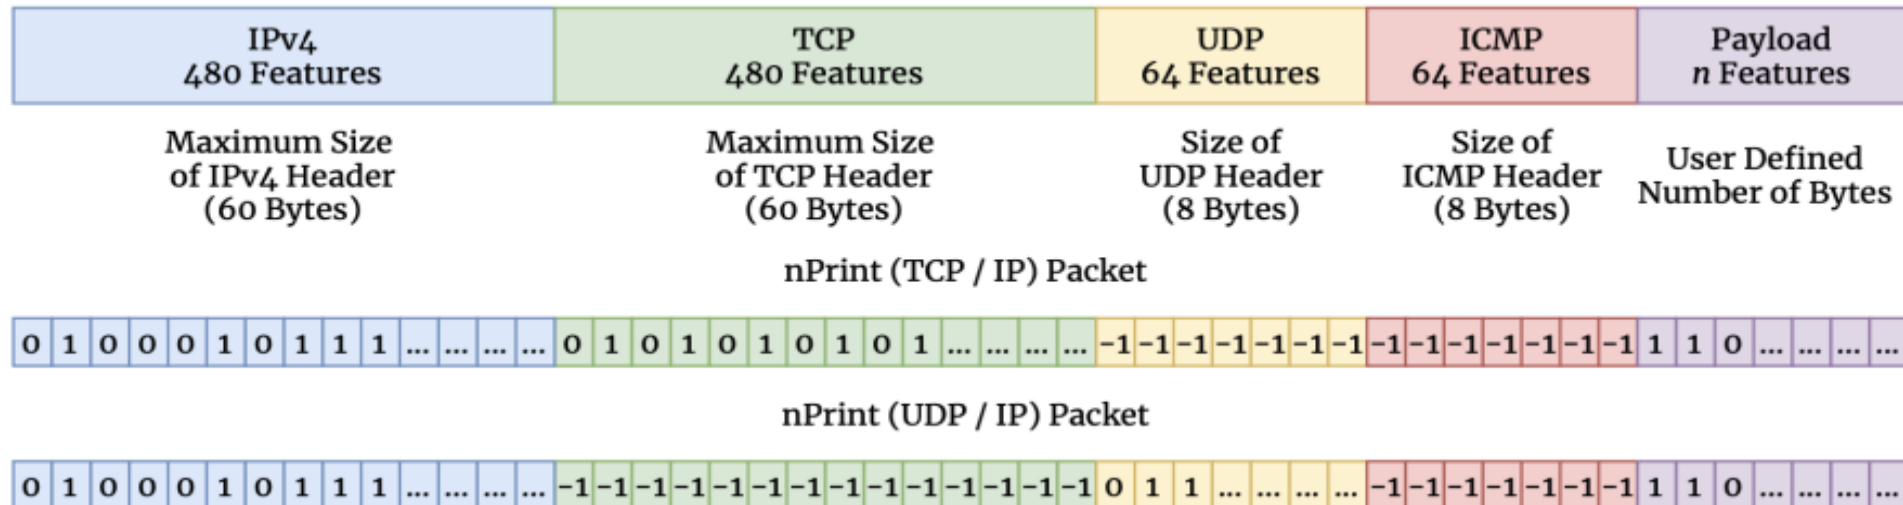 IPv4 TCP UDP ICMP Payload
480 Features 480 Features 64 Features 64 Features n Features
Maximum Size Maximum Size Size of Size of User Defined
of IPv4 Header of TCP Header UDP Header ICMP Header Number of Bytes
(60 Bytes) (60 Bytes) (8 Bytes) (8 Bytes)
nPrint (TCP / IP) Packet
0 1 0 0 0 1 0 1 1 1 ... ... ... ... 0 1 0 1 0 1 0 1 0 1 ... ... ... ... -1 -1 -1 -1 -1 -1 -1 -1 -1 -1 -1 -1 -1 -1 1 1 0 ... ... ... ...
nPrint (UDP / IP) Packet
0 1 0 0 0 1 0 1 1 1 ... ... ... ... -1 -1 -1 -1 -1 -1 -1 -1 -1 -1 -1 -1 -1 -1 0 1 1 ... ... ... ... -1 -1 -1 -1 -1 -1 -1 1 1 0 ... ... ... ...